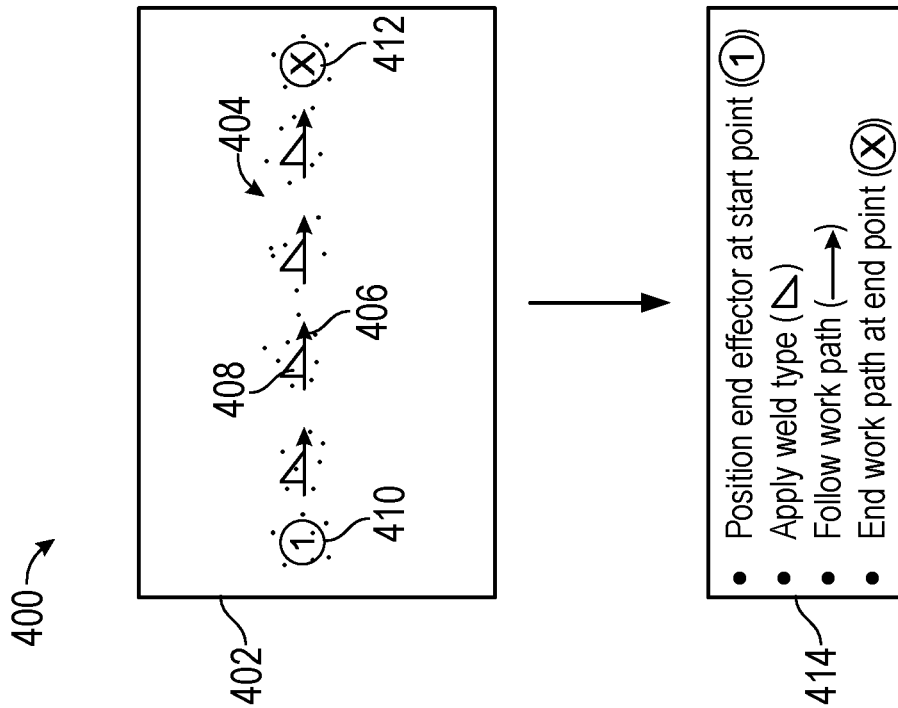 400
402
404
1
X
408
406
410
412
414
• Position end effector at start point (1)
• Apply weld type (◺)
• Follow work path (→)
• End work path at end point (X)